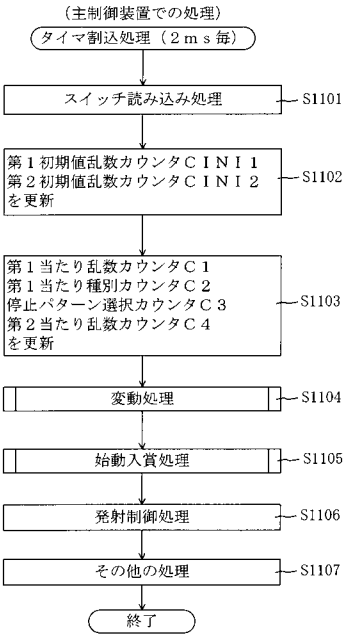 (主制御装置での処理)
タイマ割込処理(2ms毎)
スイッチ読み込み処理
S1101
第1初期値乱数カウンタCINI1
第2初期値乱数カウンタCINI2
を更新
S1102
第1当たり乱数カウンタC1
第1当たり種別カウンタC2
停止パターン選択カウンタC3
第2当たり乱数カウンタC4
を更新
S1103
変動処理
S1104
始動入賞処理
S1105
発射制御処理
S1106
その他の処理
S1107
終了